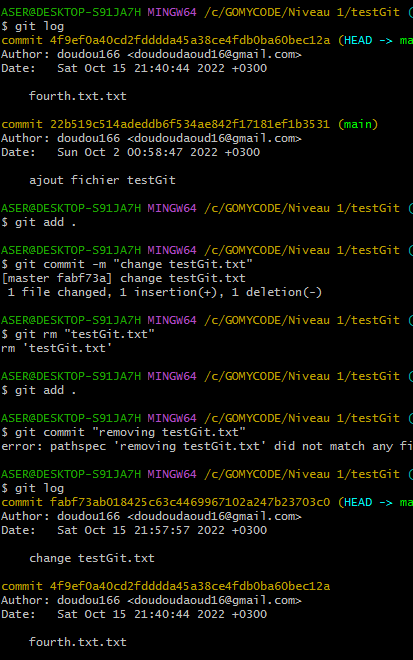 ASER@DESKTOP-S91JA7H MINGW64 /c/GOMYCODE/Niveau 1/testGit (
$ git log
commit 4f9ef0a40cd2fdddda45a38ce4fdb0ba60bec12a (HEAD -> ma
Author: doudou166 <doudoudaoud16@gmail.com>
Date:   Sat Oct 15 21:40:44 2022 +0300

    fourth.txt.txt

commit 22b519c514adeddb6f534ae842f17181ef1b3531 (main)
Author: doudou166 <doudoudaoud16@gmail.com>
Date:   Sun Oct 2 00:58:47 2022 +0300

    ajout fichier testGit

ASER@DESKTOP-S91JA7H MINGW64 /c/GOMYCODE/Niveau 1/testGit (
$ git add .

ASER@DESKTOP-S91JA7H MINGW64 /c/GOMYCODE/Niveau 1/testGit (
$ git commit -m "change testGit.txt"
[master fabf73a] change testGit.txt
 1 file changed, 1 insertion(+), 1 deletion(-)

ASER@DESKTOP-S91JA7H MINGW64 /c/GOMYCODE/Niveau 1/testGit (
$ git rm "testGit.txt"
rm 'testGit.txt'

ASER@DESKTOP-S91JA7H MINGW64 /c/GOMYCODE/Niveau 1/testGit (
$ git add .

ASER@DESKTOP-S91JA7H MINGW64 /c/GOMYCODE/Niveau 1/testGit (
$ git commit "removing testGit.txt"
error: pathspec 'removing testGit.txt' did not match any fi

ASER@DESKTOP-S91JA7H MINGW64 /c/GOMYCODE/Niveau 1/testGit (
$ git log
commit fabf73ab018425c63c4469967102a247b23703c0 (HEAD -> ma
Author: doudou166 <doudoudaoud16@gmail.com>
Date:   Sat Oct 15 21:57:57 2022 +0300

    change testGit.txt

commit 4f9ef0a40cd2fdddda45a38ce4fdb0ba60bec12a
Author: doudou166 <doudoudaoud16@gmail.com>
Date:   Sat Oct 15 21:40:44 2022 +0300

    fourth.txt.txt